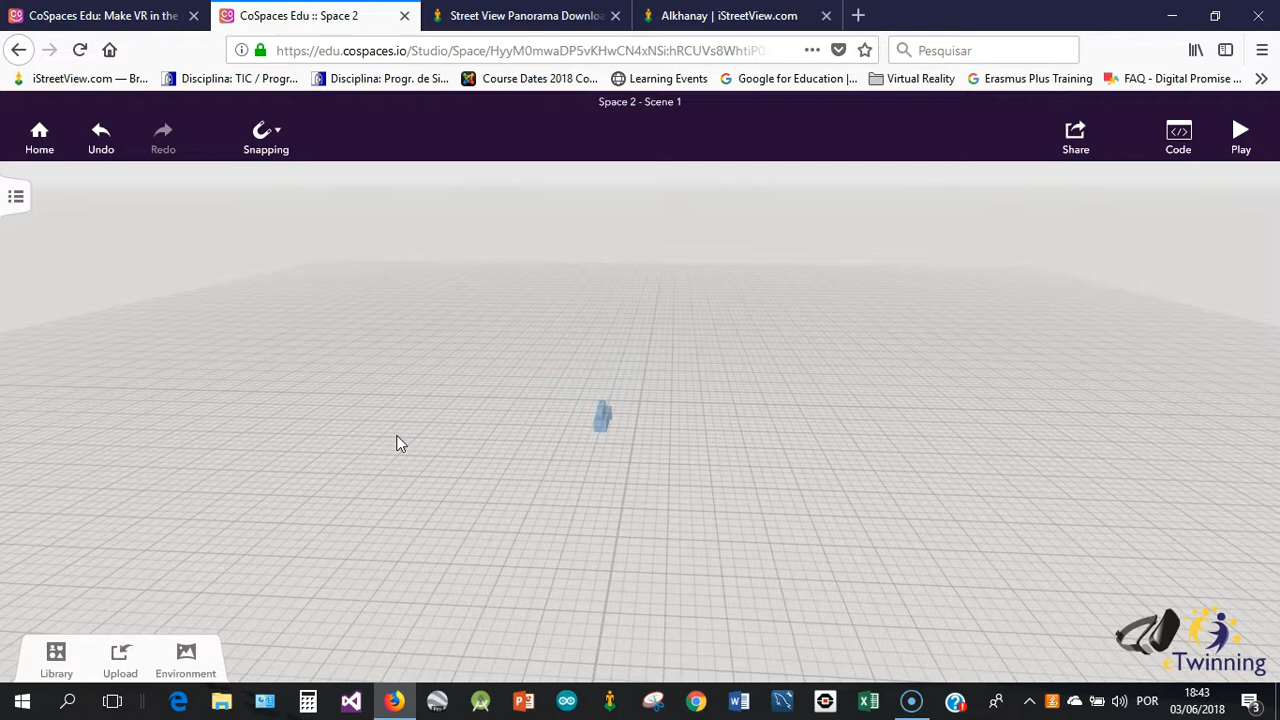 CoSpaces Edu: Make VR in the
CoSpaces Edu :: Space 2
Street View Panorama Downloa
Alkhanay | iStreetView.com
https://edu.cospaces.io/Studio/Space/HyyM0mwaDP5vKHwCN4xNSi:hRCUVs8WhtiP0
Pesquisar
iStreetView.com — Br...
Disciplina: TIC / Progr...
Disciplina: Progr. de Si...
Course Dates 2018 Co...
Learning Events
Google for Education |...
Virtual Reality
Erasmus Plus Training
FAQ - Digital Promise ...
Space 2 - Scene 1
Home
Undo
Redo
Snapping
Share
Code
Play
Library
Upload
Environment
eTwinning
POR
18:43
03/06/2018
3